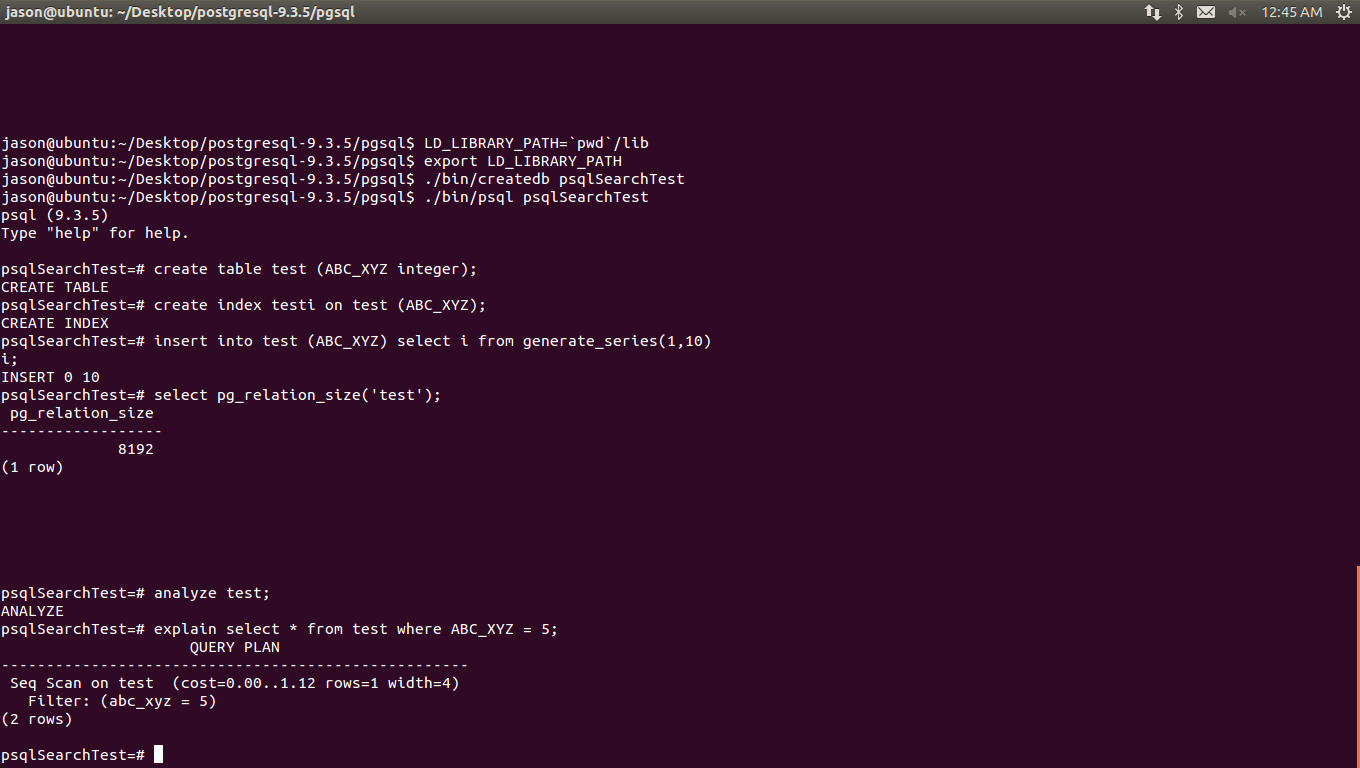 jason@ubuntu: ~/Desktop/postgresql-9.3.5/pgsql 12:45 AM
jason@ubuntu:~/Desktop/postgresql-9.3.5/pgsql$ LD_LIBRARY_PATH=`pwd`/lib
jason@ubuntu:~/Desktop/postgresql-9.3.5/pgsql$ export LD_LIBRARY_PATH
jason@ubuntu:~/Desktop/postgresql-9.3.5/pgsql$ ./bin/createdb psqlSearchTest
jason@ubuntu:~/Desktop/postgresql-9.3.5/pgsql$ ./bin/psql psqlSearchTest
psql (9.3.5)
Type "help" for help.
psqlSearchTest=# create table test (ABC_XYZ integer);
CREATE TABLE
psqlSearchTest=# create index testi on test (ABC_XYZ);
CREATE INDEX
psqlSearchTest=# insert into test (ABC_XYZ) select i from generate_series(1,10)
i;
INSERT 0 10
psqlSearchTest=# select pg_relation_size('test');
 pg_relation_size
------------------
             8192
(1 row)
psqlSearchTest=# analyze test;
ANALYZE
psqlSearchTest=# explain select * from test where ABC_XYZ = 5;
                     QUERY PLAN
----------------------------------------------------
 Seq Scan on test  (cost=0.00..1.12 rows=1 width=4)
   Filter: (abc_xyz = 5)
(2 rows)
psqlSearchTest=#